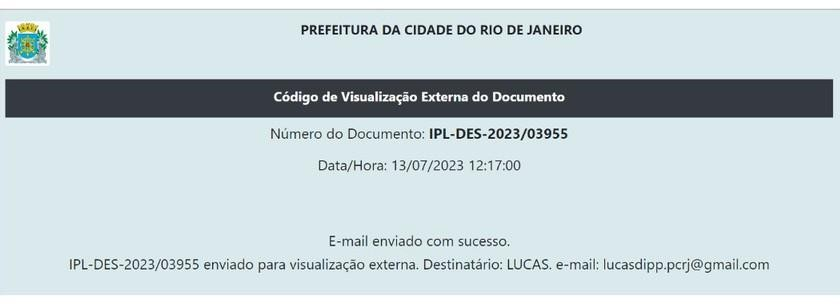 PREFEITURA DA CIDADE DO RIO DE JANEIRO
Código de Visualização Externa do Documento
Número do Documento: IPL-DES-2023/03955
Data/Hora: 13/07/2023 12:17:00
E-mail enviado com sucesso.
IPL-DES-2023/03955 enviado para visualização externa. Destinatário: LUCAS. e-mail: lucasdipp.pcrj@gmail.com